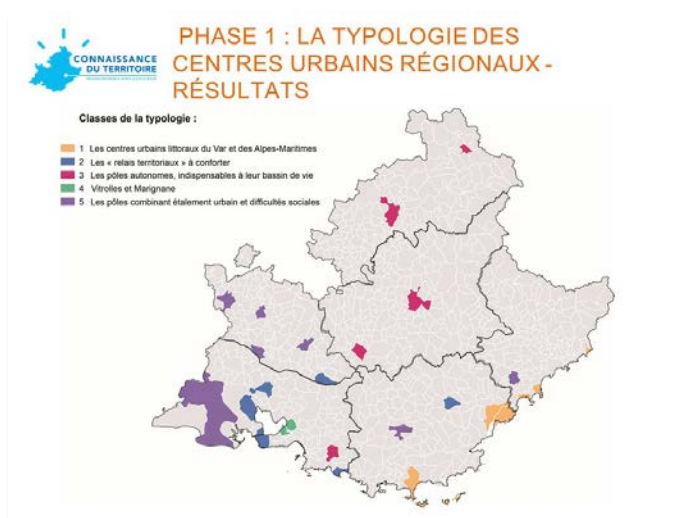 PHASE 1 : LA TYPOLOGIE DES
CENTRES URBAINS RÉGIONAUX -
RÉSULTATS
CONNAISSANCE
DU TERRITOIRE
Classes de la typologie :
1 Les centres urbains littoraux du Var et des Alpes-Maritimes
2 Les « relais territoriaux » à conforter
3 Les pôles autonomes, indispensables à leur bassin de vie
4 Vitrolles et Marignane
5 Les pôles combinant étalement urbain et difficultés sociales